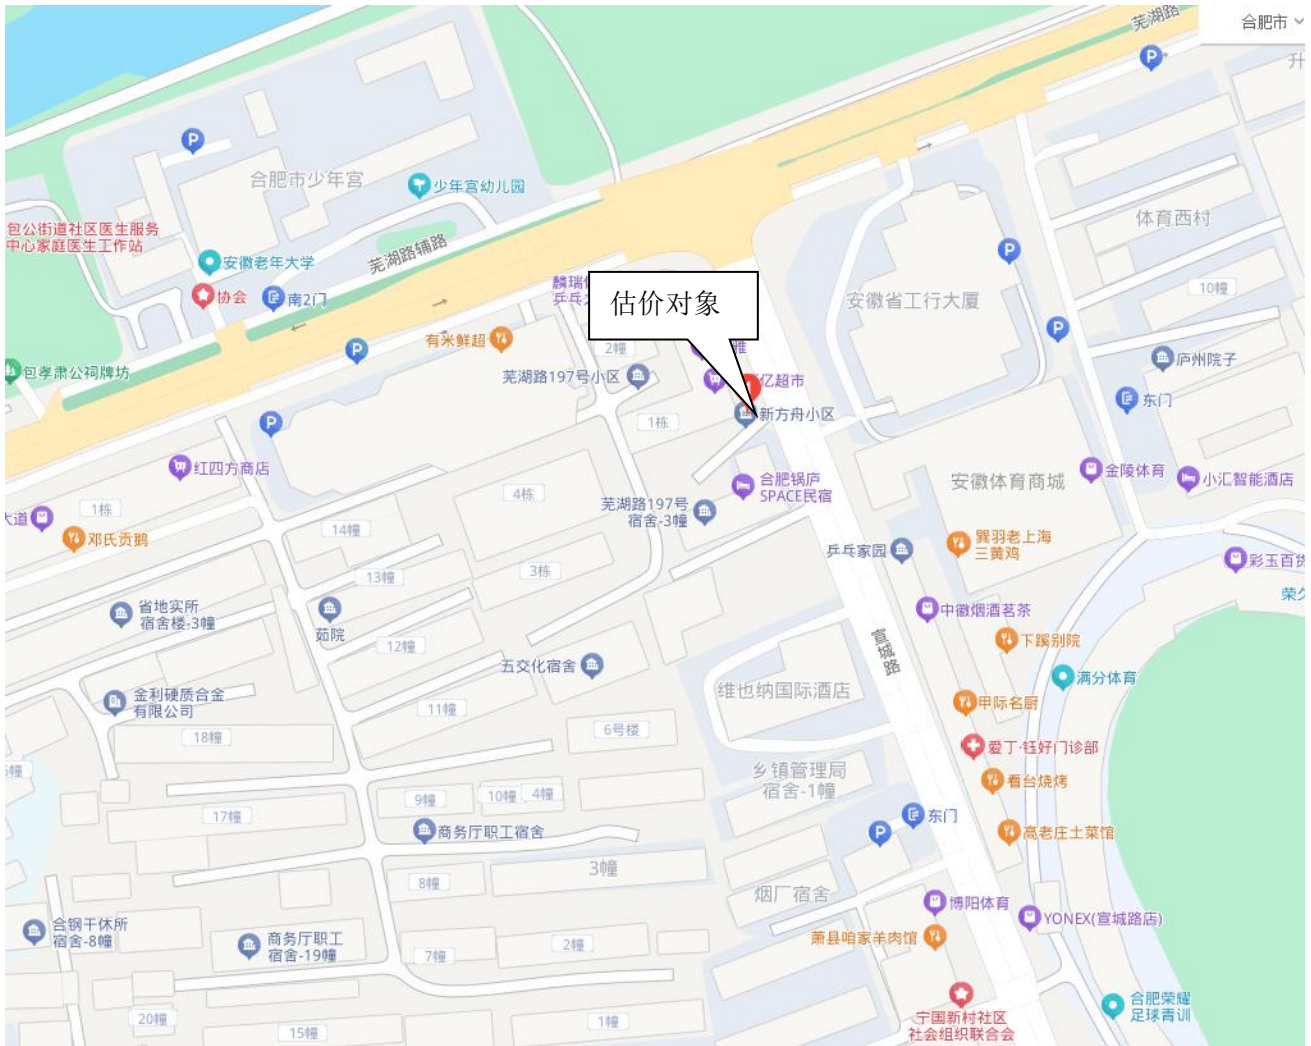 芜湖路
合肥市
升
合肥市少年宫
少年宫幼儿园
体育西村
包公街道社区医生服务
中心家庭医生工作站
芜湖路辅路
安徽老年大学
协会
南2门
麟瑞
乒乓
估价对象
安徽省工行大厦
10幢
有米鲜超
2幢
雅
庐州院子
包孝肃公祠牌坊
芜湖路197号小区
亿超市
东门
1栋
新方舟小区
红四方商店
合肥锅庐
SPACE民宿
安徽体育商城
金陵体育
小汇智能酒店
4栋
1栋
大道
芜湖路197号
宿舍-3幢
14幢
邓氏贡鹅
乒乓家园
巽羽老上海
三黄鸡
彩玉百货
3栋
13幢
荣久
省地实所
宿舍楼-3幢
茹院
中徽烟酒茗茶
12幢
宣城路
下蹊别院
五交化宿舍
满分体育
维也纳国际酒店
金利硬质合金
有限公司
11幢
甲际名厨
18幢
6号楼
爱丁·钰好门诊部
乡镇管理局
宿舍-1幢
看台烧烤
9幢
10幢
4幢
17幢
东门
商务厅职工宿舍
高老庄土菜馆
3幢
8幢
烟厂宿舍
博阳体育
YONEX(宣城路店)
合钢干休所
宿舍-8幢
商务厅职工
宿舍-19幢
7幢
2幢
萧县咱家羊肉馆
合肥荣耀
足球青训
20幢
15幢
1幢
宁国新村社区
社会组织联合会